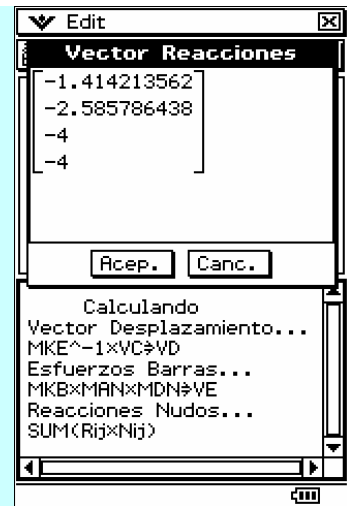 Edit
Vector Reacciones
-1.414213562
-2.585786438
-4
-4
Acep. Canc.
Calculando
Vector Desplazamiento...
MKE^-1×VC⇒VD
Esfuerzos Barras...
MKB×MAN×MDN⇒VE
Reacciones Nudos...
SUM(Rij×Nij)